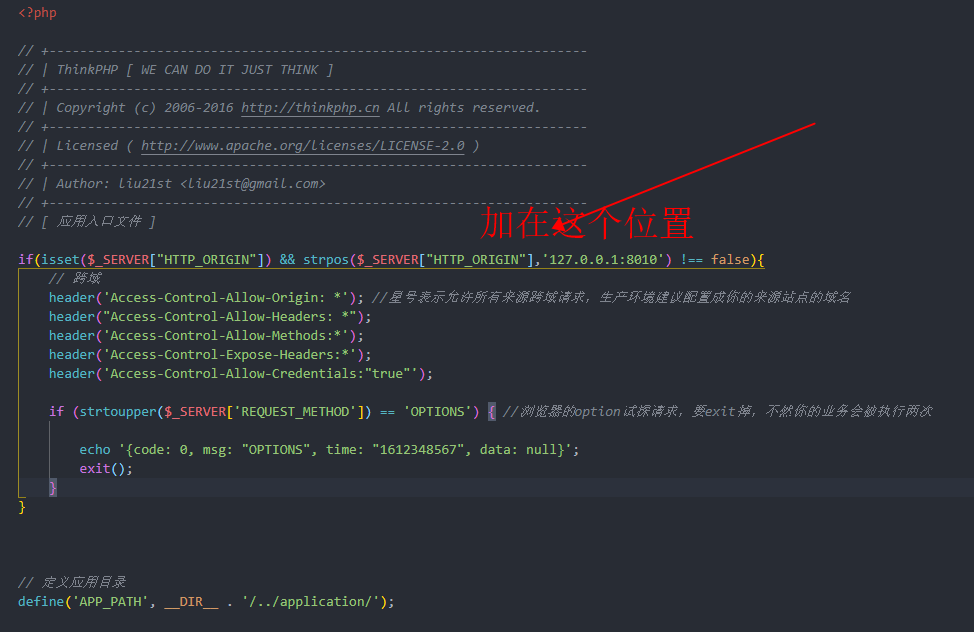 <?php
// +----------------------------------------------------------------------
// | ThinkPHP [ WE CAN DO IT JUST THINK ]
// +----------------------------------------------------------------------
// | Copyright (c) 2006-2016 http://thinkphp.cn All rights reserved.
// +----------------------------------------------------------------------
// | Licensed ( http://www.apache.org/licenses/LICENSE-2.0 )
// +----------------------------------------------------------------------
// | Author: liu21st <liu21st@gmail.com>
// +----------------------------------------------------------------------
// [ 应用入口文件 ]
加在这个位置
if(isset($_SERVER["HTTP_ORIGIN"]) && strpos($_SERVER["HTTP_ORIGIN"],'127.0.0.1:8010') !== false){
    // 跨域
    header('Access-Control-Allow-Origin: *'); //星号表示允许所有来源跨域请求，生产环境建议配置成你的来源站点的域名
    header("Access-Control-Allow-Headers: *");
    header('Access-Control-Allow-Methods:*');
    header('Access-Control-Expose-Headers:*');
    header('Access-Control-Allow-Credentials:"true"');
    if (strtoupper($_SERVER['REQUEST_METHOD']) == 'OPTIONS') { //浏览器的option试探请求，要exit掉，不然你的业务会被执行两次
        echo '{code: 0, msg: "OPTIONS", time: "1612348567", data: null}';
        exit();
    }
}
// 定义应用目录
define('APP_PATH', __DIR__ . '/../application/');